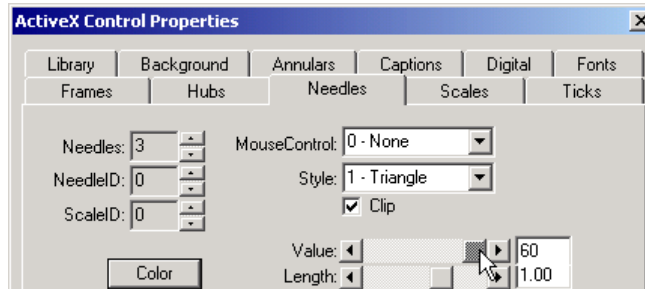 ActiveX Control Properties
Library Background Annulars Captions Digital Fonts
Frames Hubs Needles Scales Ticks
Needles: 3 MouseControl: 0 - None
NeedleID: 0 Style: 1 - Triangle
ScaleID: 0 Clip
Value: 60
Color Length: 1.00